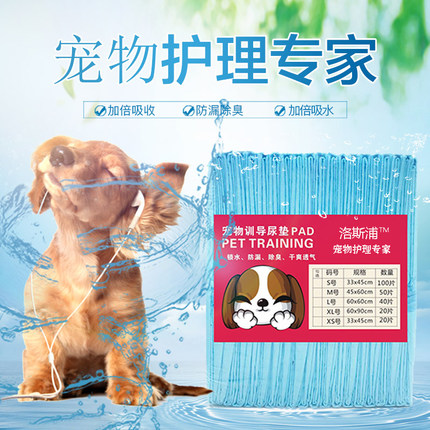 宠物护理专家
加倍吸收 防漏除臭 加倍吸水
宠物训导尿垫PAD
PET TRAINING
锁水、防漏、除臭、干爽透气
洛斯浦™
宠物护理专家
码号 规格 数量
S号 33x45cm 100片
M号 45x60cm 50片
L号 60x60cm 40片
XL号 60x90cm 20片
XS号 33x45cm 20片